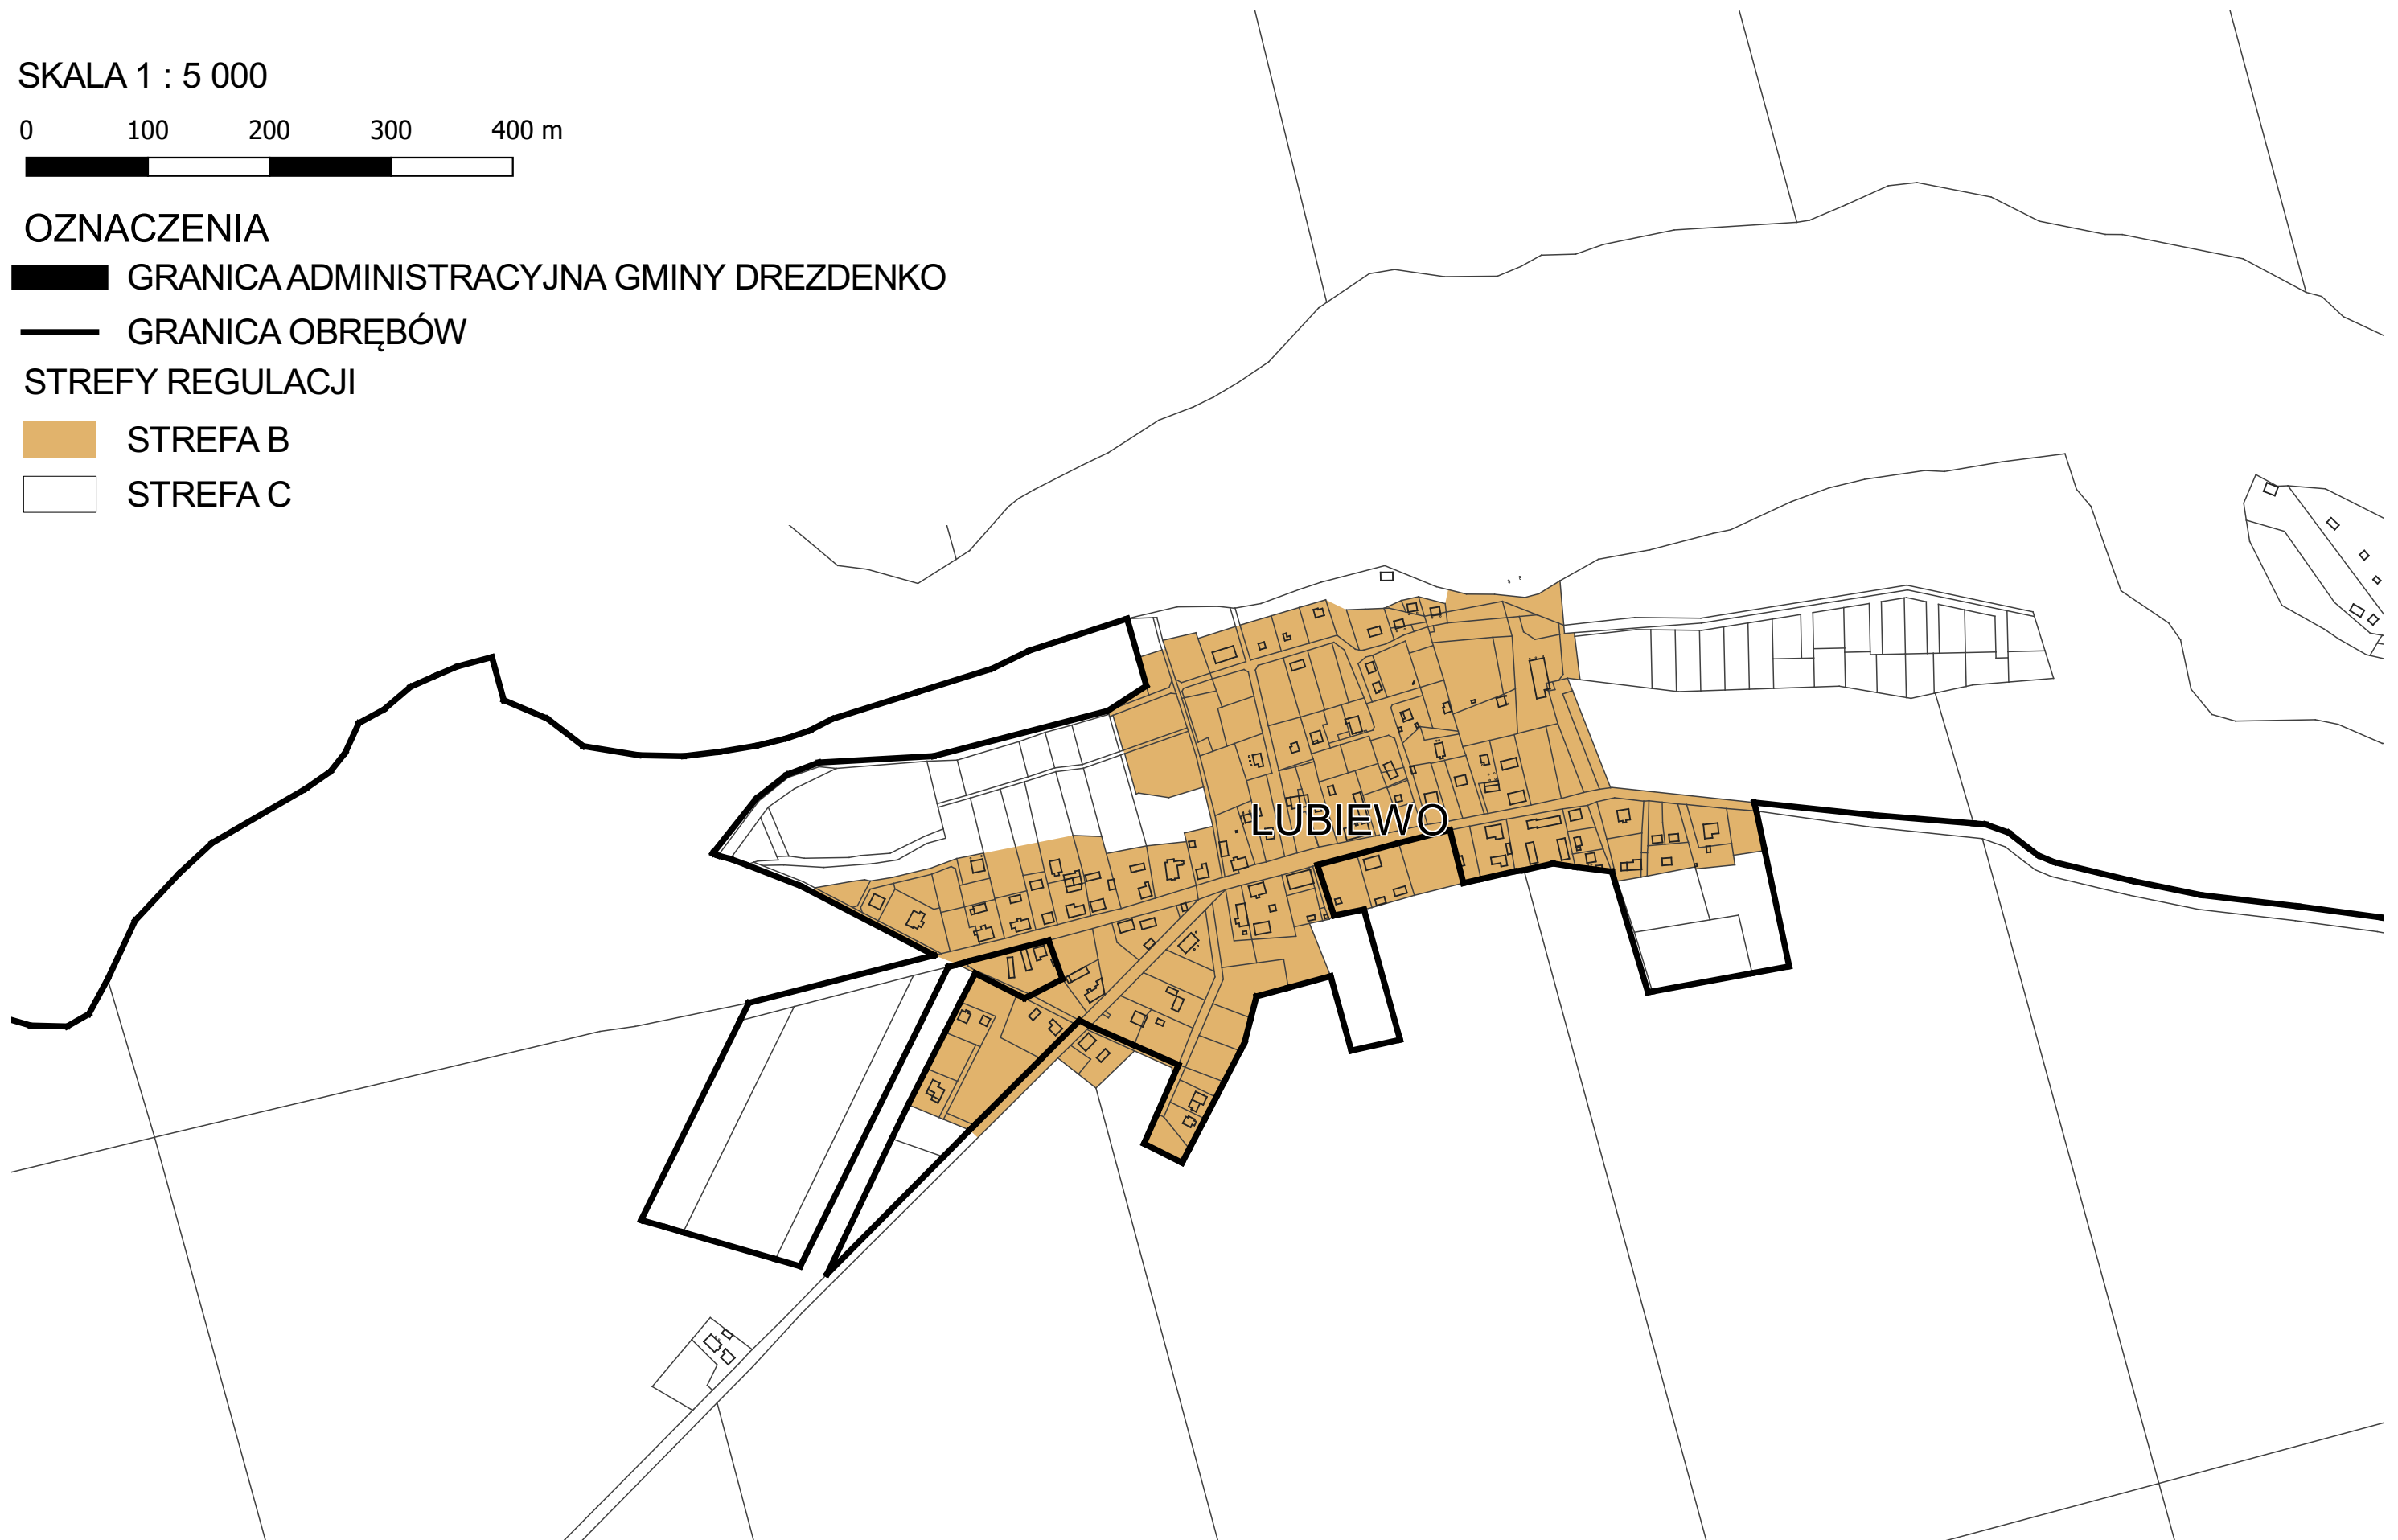 SKALA 1 : 5 000
0 100 200 300 400 m
OZNACZENIA
GRANICA ADMINISTRACYJNA GMINY DREZDENKO
GRANICA OBRĘBÓW
STREFY REGULACJI
STREFA B
STREFA C
LUBIEWO